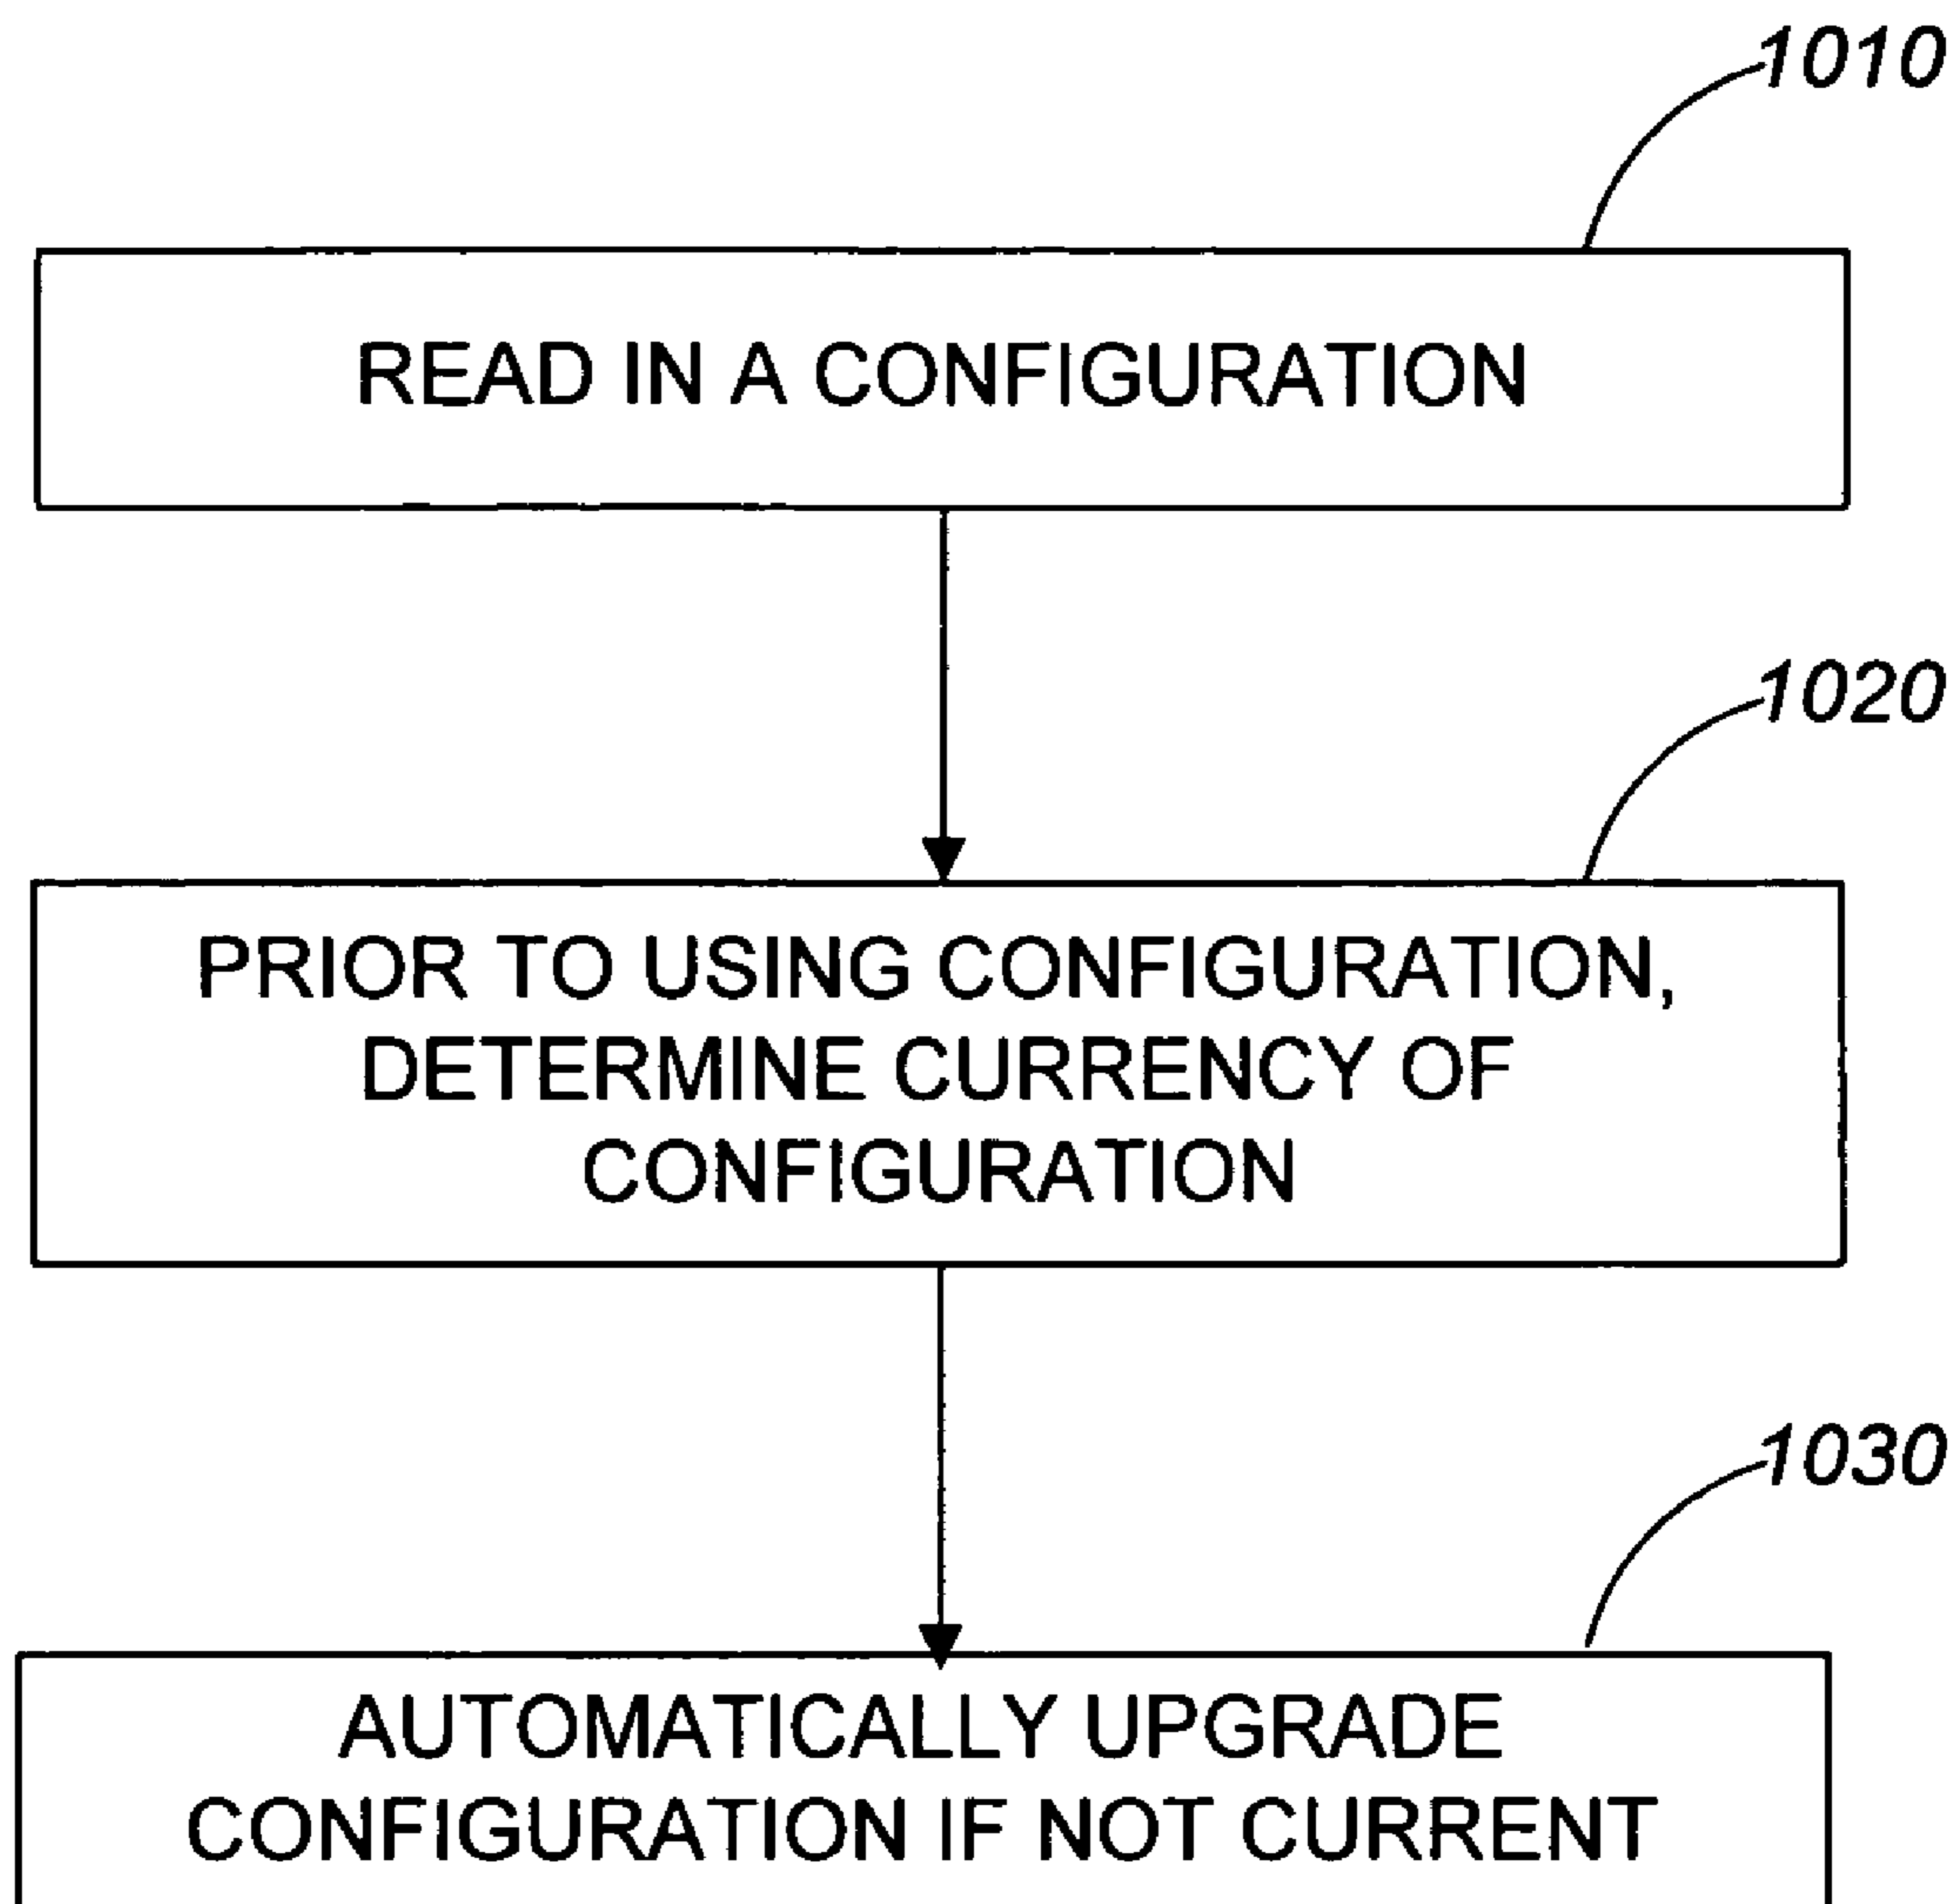 1010
READ IN A CONFIGURATION
1020
PRIOR TO USING CONFIGURATION,
DETERMINE CURRENCY OF
CONFIGURATION
1030
AUTOMATICALLY UPGRADE
CONFIGURATION IF NOT CURRENT